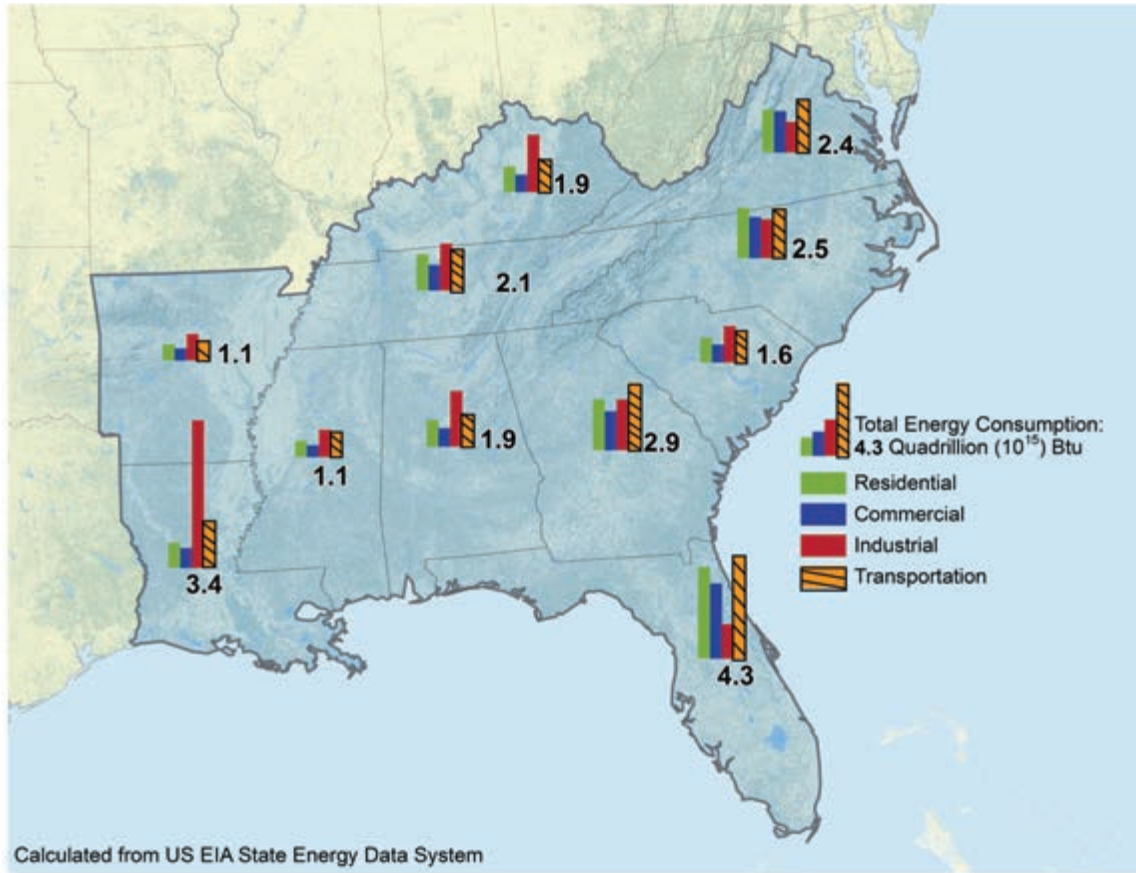 2.4
1.9
2.5
2.1
1.1
1.6
1.9
2.9
1.1
3.4
4.3
Total Energy Consumption:
4.3 Quadrillion (10¹⁵) Btu
Residential
Commercial
Industrial
Transportation
Calculated from US EIA State Energy Data System